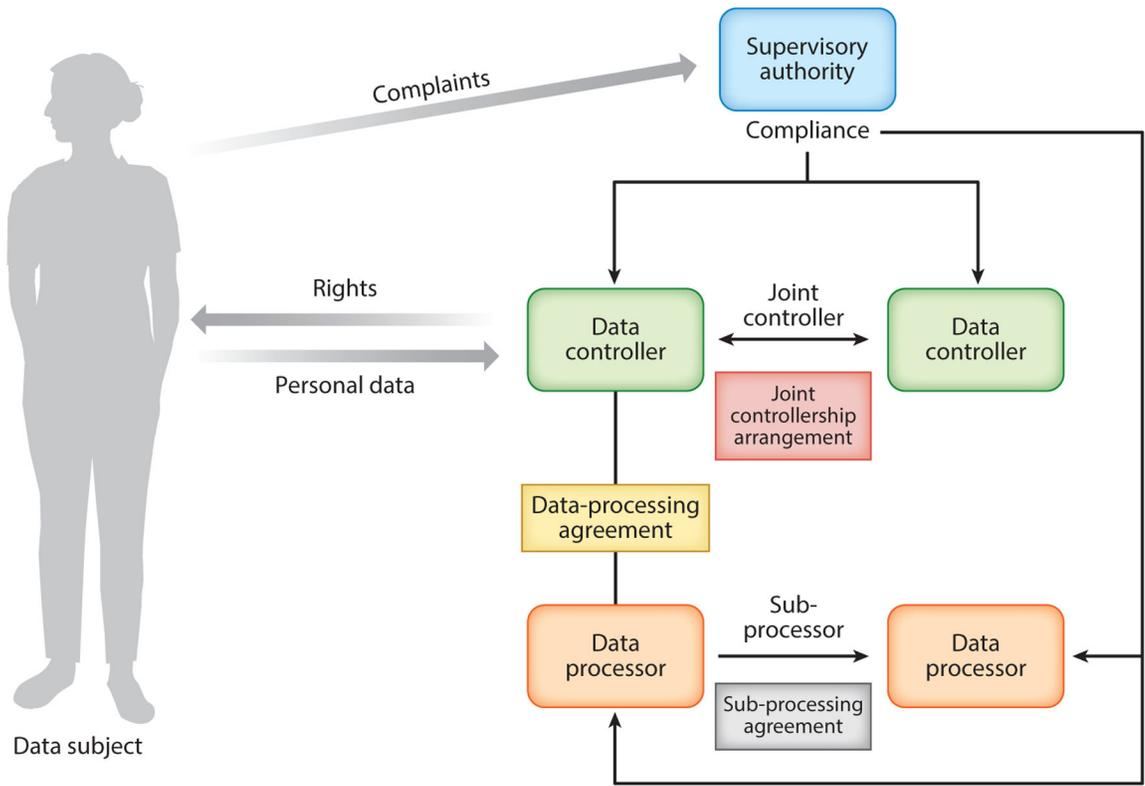 Supervisory
authority
Complaints
Compliance
Rights
Personal data
Data
controller
Joint
controller
Data
controller
Joint
controllership
arrangement
Data-processing
agreement
Data
processor
Sub-
processor
Data
processor
Sub-processing
agreement
Data subject